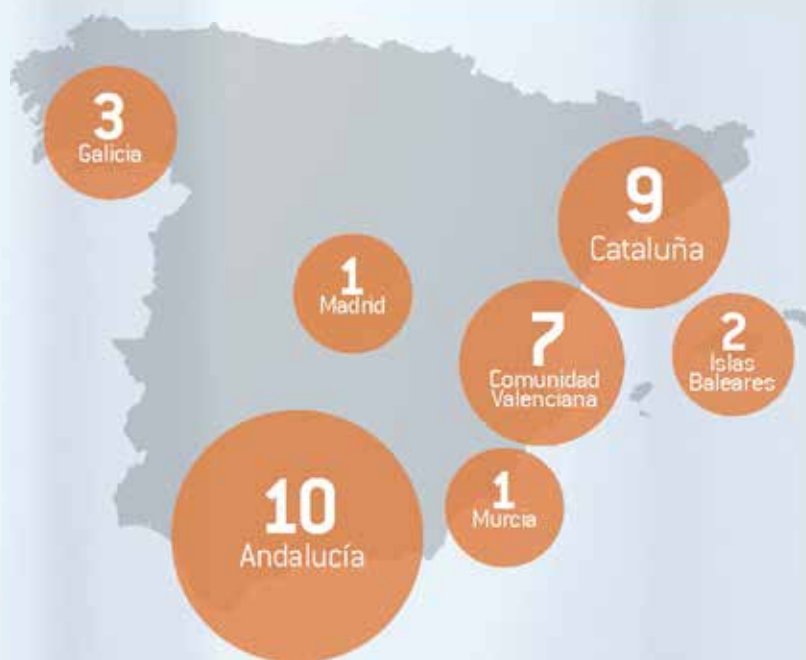 3
Galicia
9
Cataluña
1
Madrid
7
Comunidad
Valenciana
2
Islas
Baleares
10
Andalucía
1
Murcia